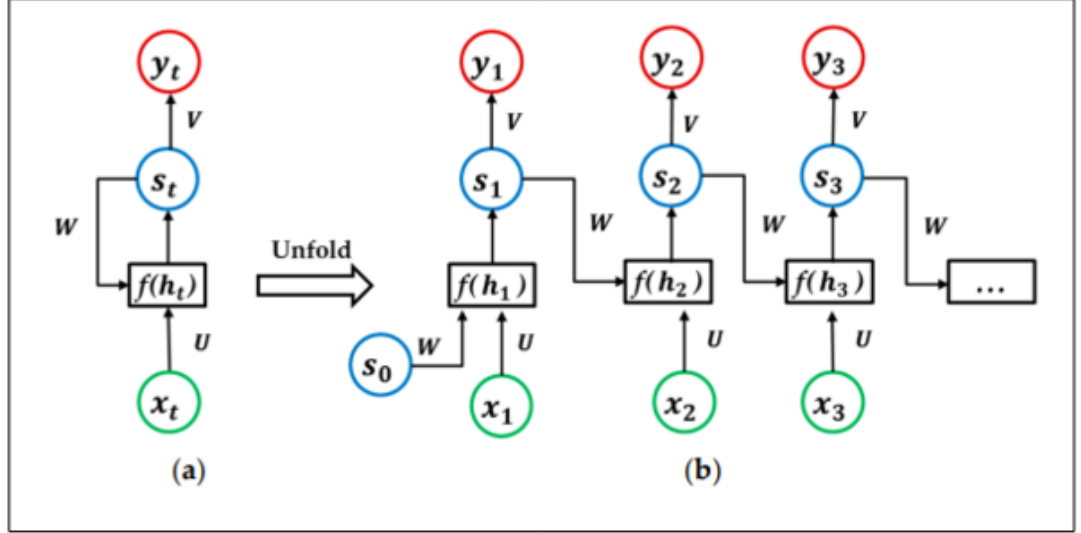 y_t y_1 y_2 y_3
V V V V
s_t s_1 s_2 s_3
W W W W
Unfold
f(h_t) f(h_1) f(h_2) f(h_3) ...
U W U U U
s_0
x_t x_1 x_2 x_3
(a) (b)